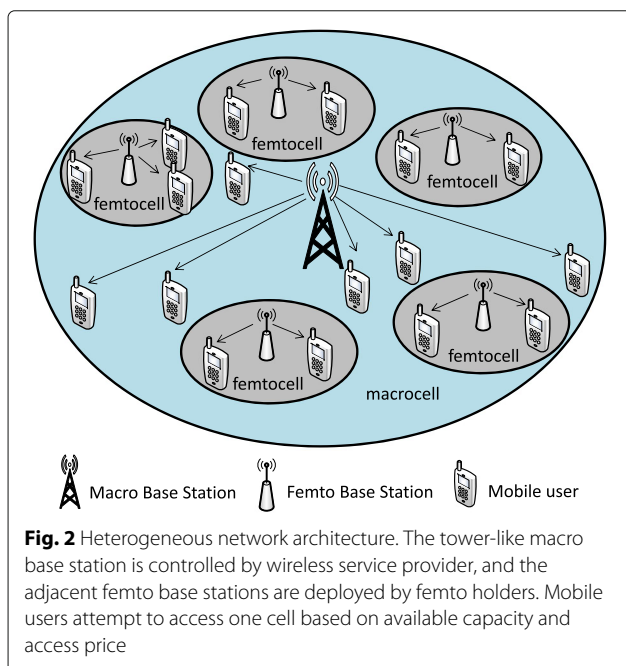 femtocell
femtocell
femtocell
femtocell
femtocell
macrocell
Macro Base Station Femto Base Station Mobile user
Fig. 2 Heterogeneous network architecture. The tower-like macro
base station is controlled by wireless service provider, and the
adjacent femto base stations are deployed by femto holders. Mobile
users attempt to access one cell based on available capacity and
access price